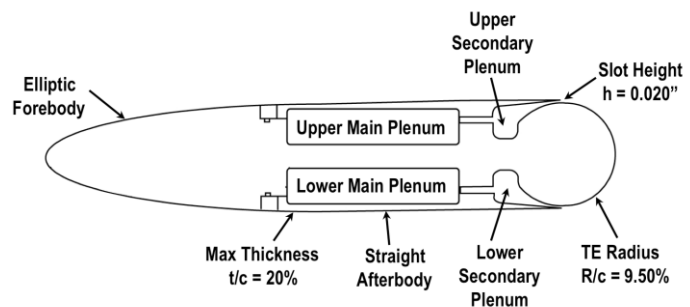 Upper
Secondary
Plenum
Slot Height
h = 0.020”
Elliptic
Forebody
Upper Main Plenum
Lower Main Plenum
Max Thickness
t/c = 20%
Straight
Afterbody
Lower
Secondary
Plenum
TE Radius
R/c = 9.50%